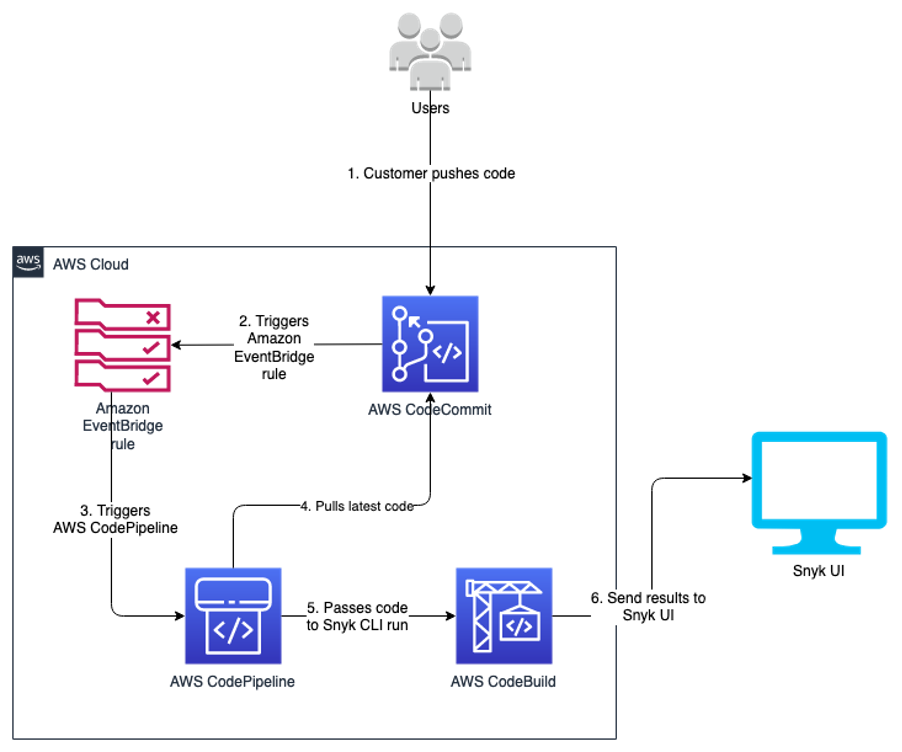 Users
1. Customer pushes code
aws
AWS Cloud
2. Triggers
Amazon
EventBridge
rule
Amazon
EventBridge
rule
</>
AWS CodeCommit
3. Triggers
AWS CodePipeline
4. Pulls latest code
</>
AWS CodePipeline
5. Passes code
to Snyk CLI run
</>
AWS CodeBuild
6. Send results to
Snyk UI
Snyk UI